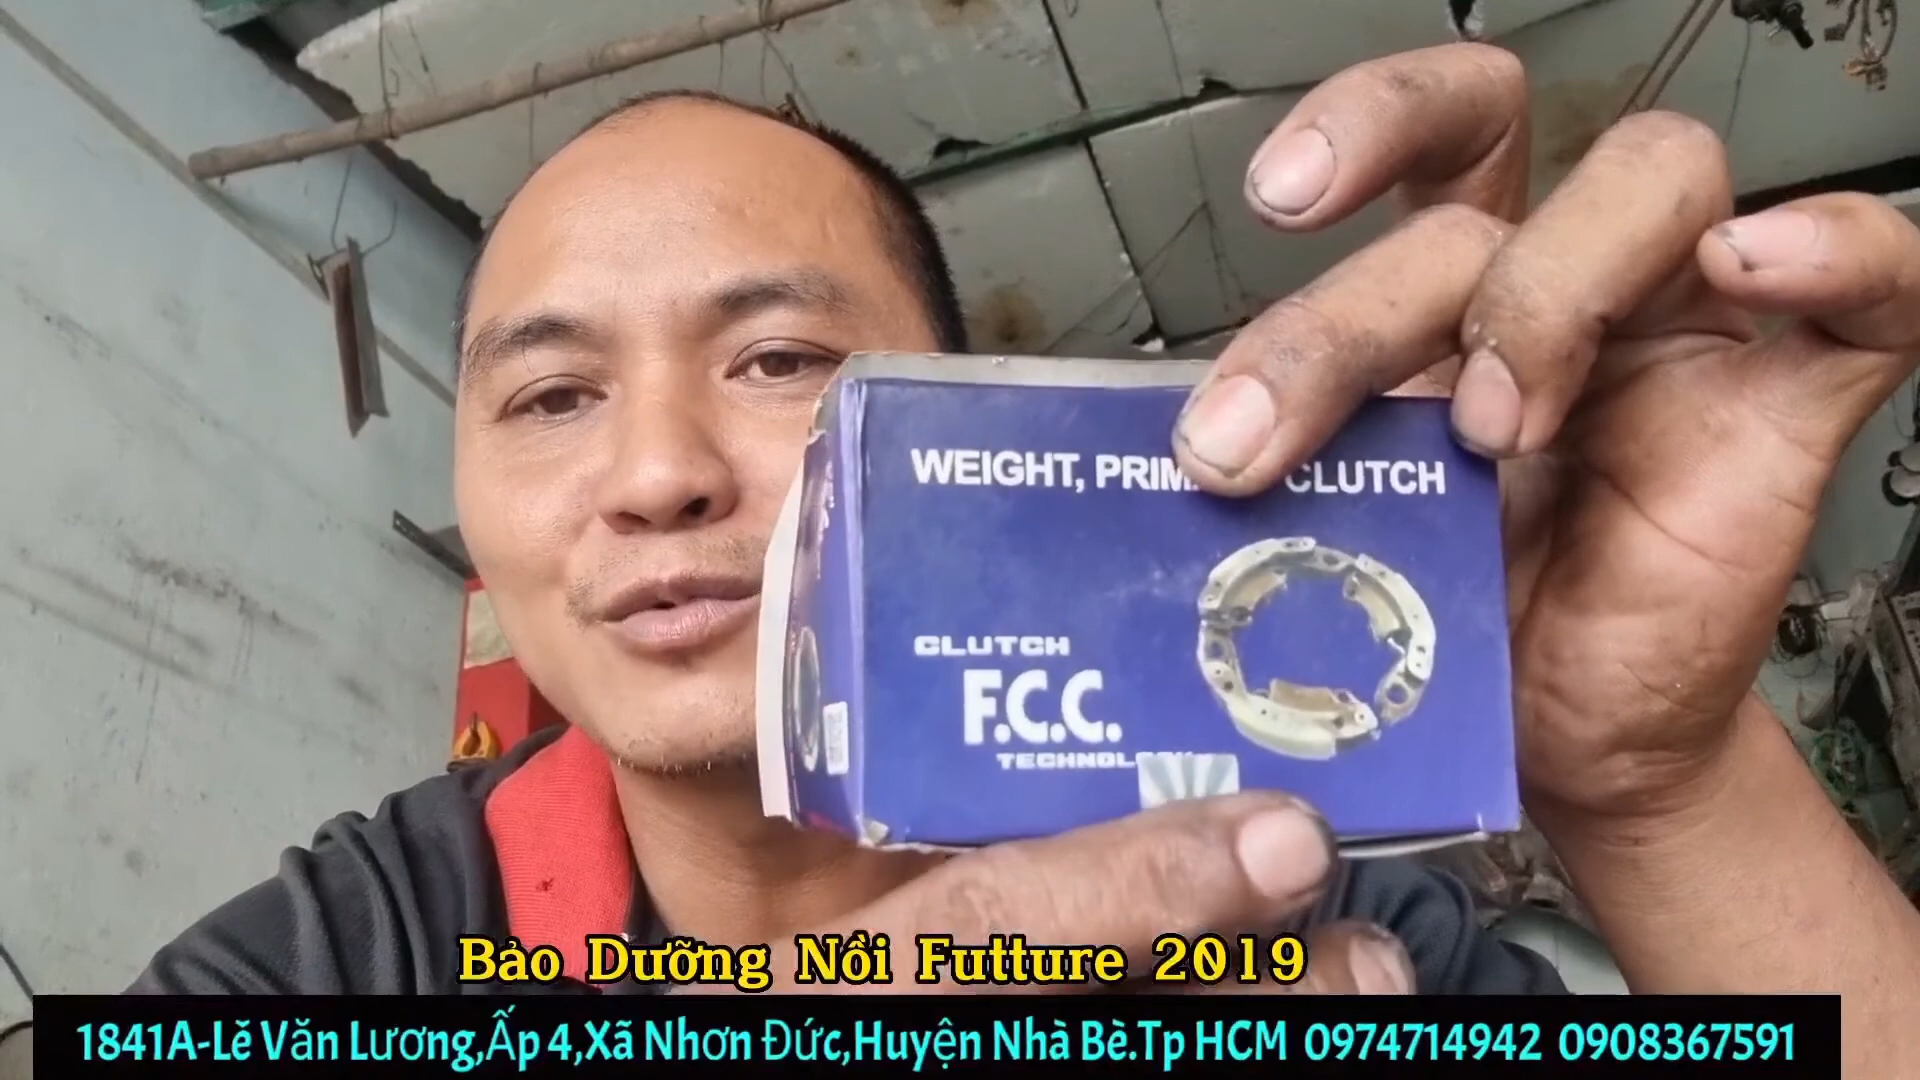 WEIGHT, CLUTCH
CLUTCH
F.C.C.
Bảo Dưỡng Nồi Futture 2019
1841A-Lê Văn Lương,Ấp 4,Xã Nhơn Đức,Huyện Nhà Bè.Tp HCM 0974714942 0908367591